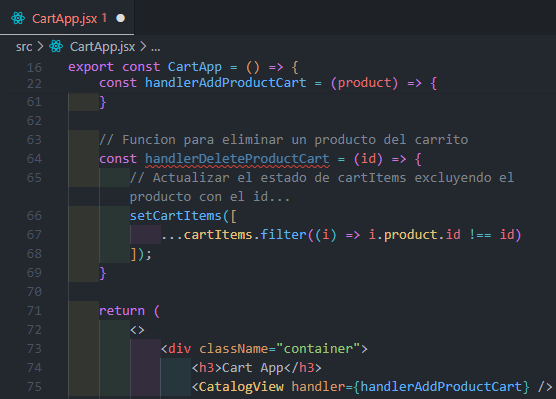 CartApp.jsx 1
src > CartApp.jsx > ...
16 export const CartApp = () => {
22 const handlerAddProductCart = (product) => {
61 }
62
63 // Funcion para eliminar un producto del carrito
64 const handlerDeleteProductCart = (id) => {
65 // Actualizar el estado de cartItems excluyendo el
producto con el id...
66 setCartItems([
67 ...cartItems.filter((i) => i.product.id !== id)
68 ]);
69 }
70
71 return (
72 <>
73 <div className="container">
74 <h3>Cart App</h3>
75 <CatalogView handler={handlerAddProductCart} />